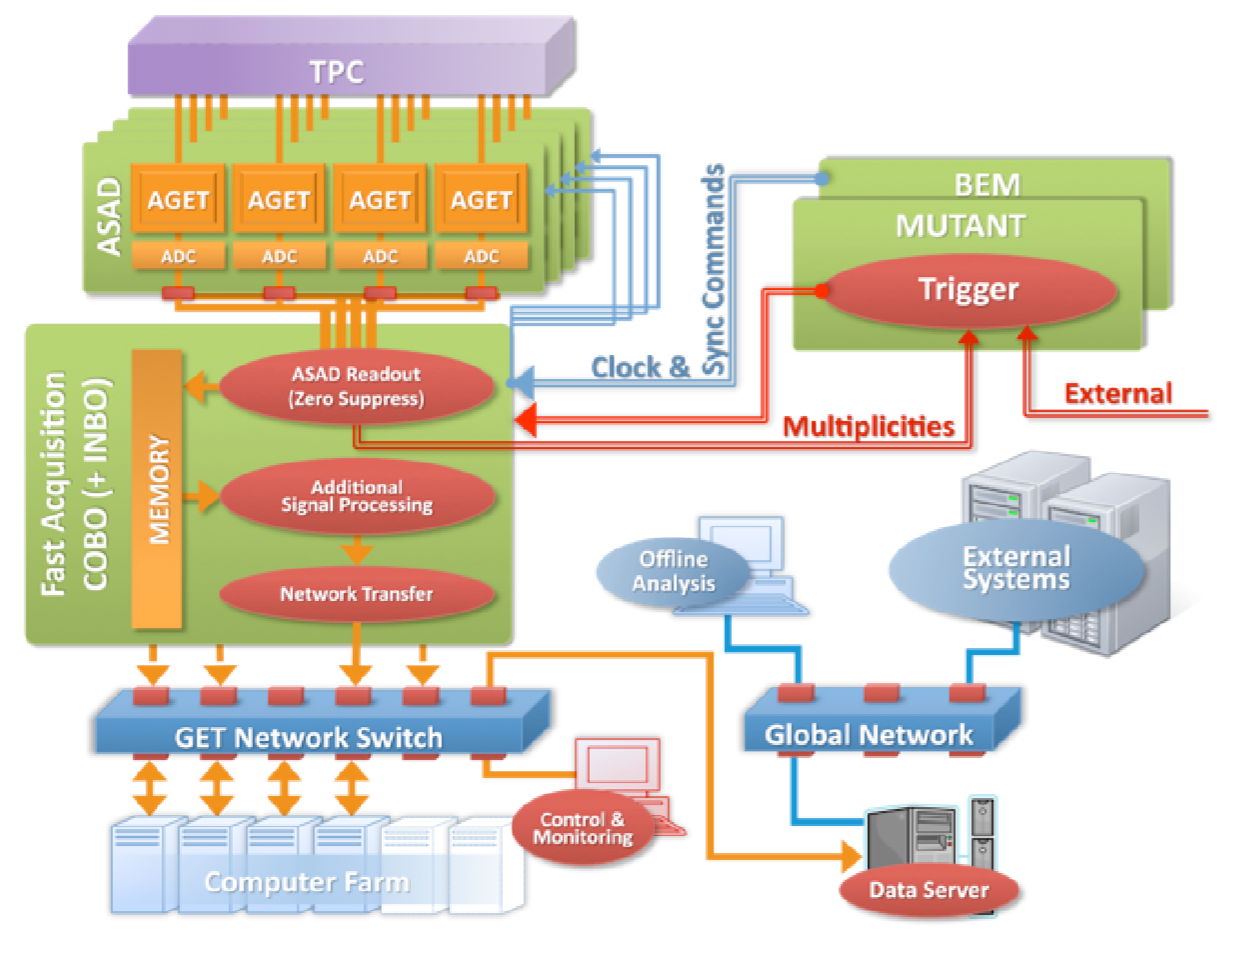 TPC
ASAD
AGET
AGET
AGET
AGET
ADC
ADC
ADC
ADC
BEM
MUTANT
Trigger
Clock &
Sync Commands
External
Multiplicities
Fast Acquisition
COBO (+ INBO)
MEMORY
ASAD Readout
(Zero Suppress)
Additional
Signal Processing
Network Transfer
Offline
Analysis
External
Systems
GET Network Switch
Global Network
Control &
Monitoring
Computer Farm
Data Server